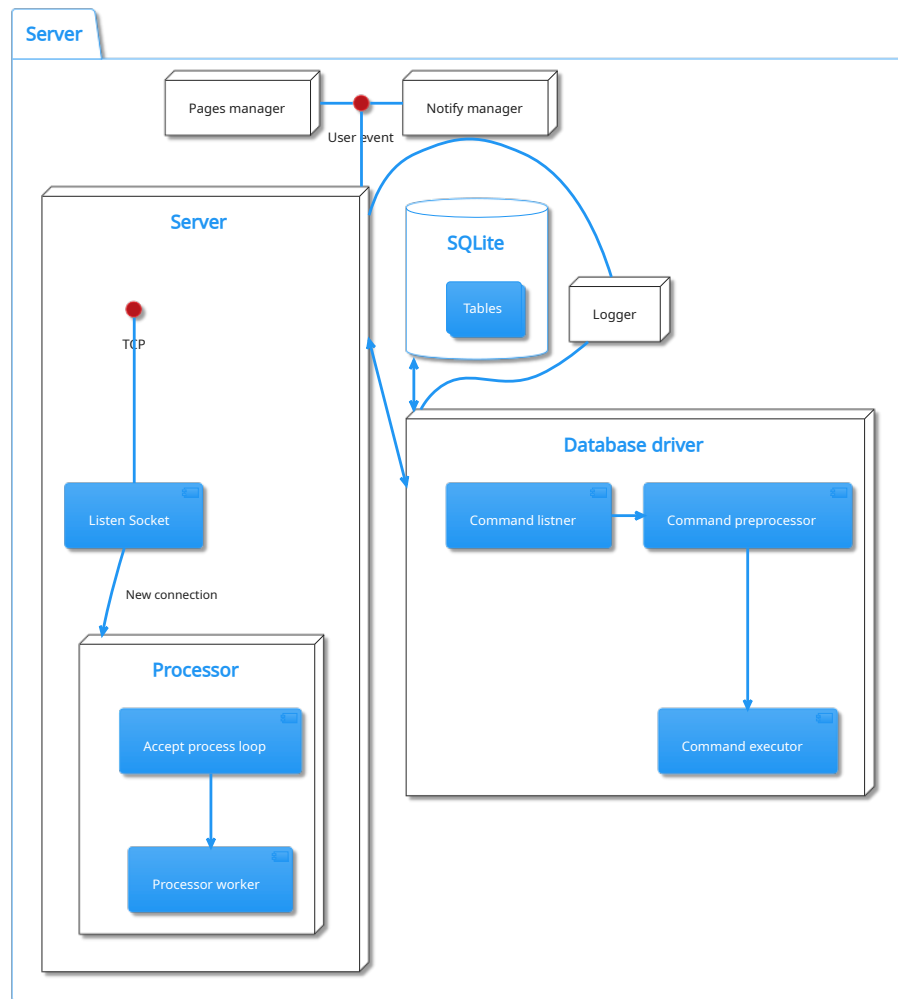 Server
Pages manager
Notify manager
User event
Server
SQLite
Tables
Logger
TCP
Database driver
Listen Socket
Command listner
Command preprocessor
New connection
Processor
Accept process loop
Command executor
Processor worker